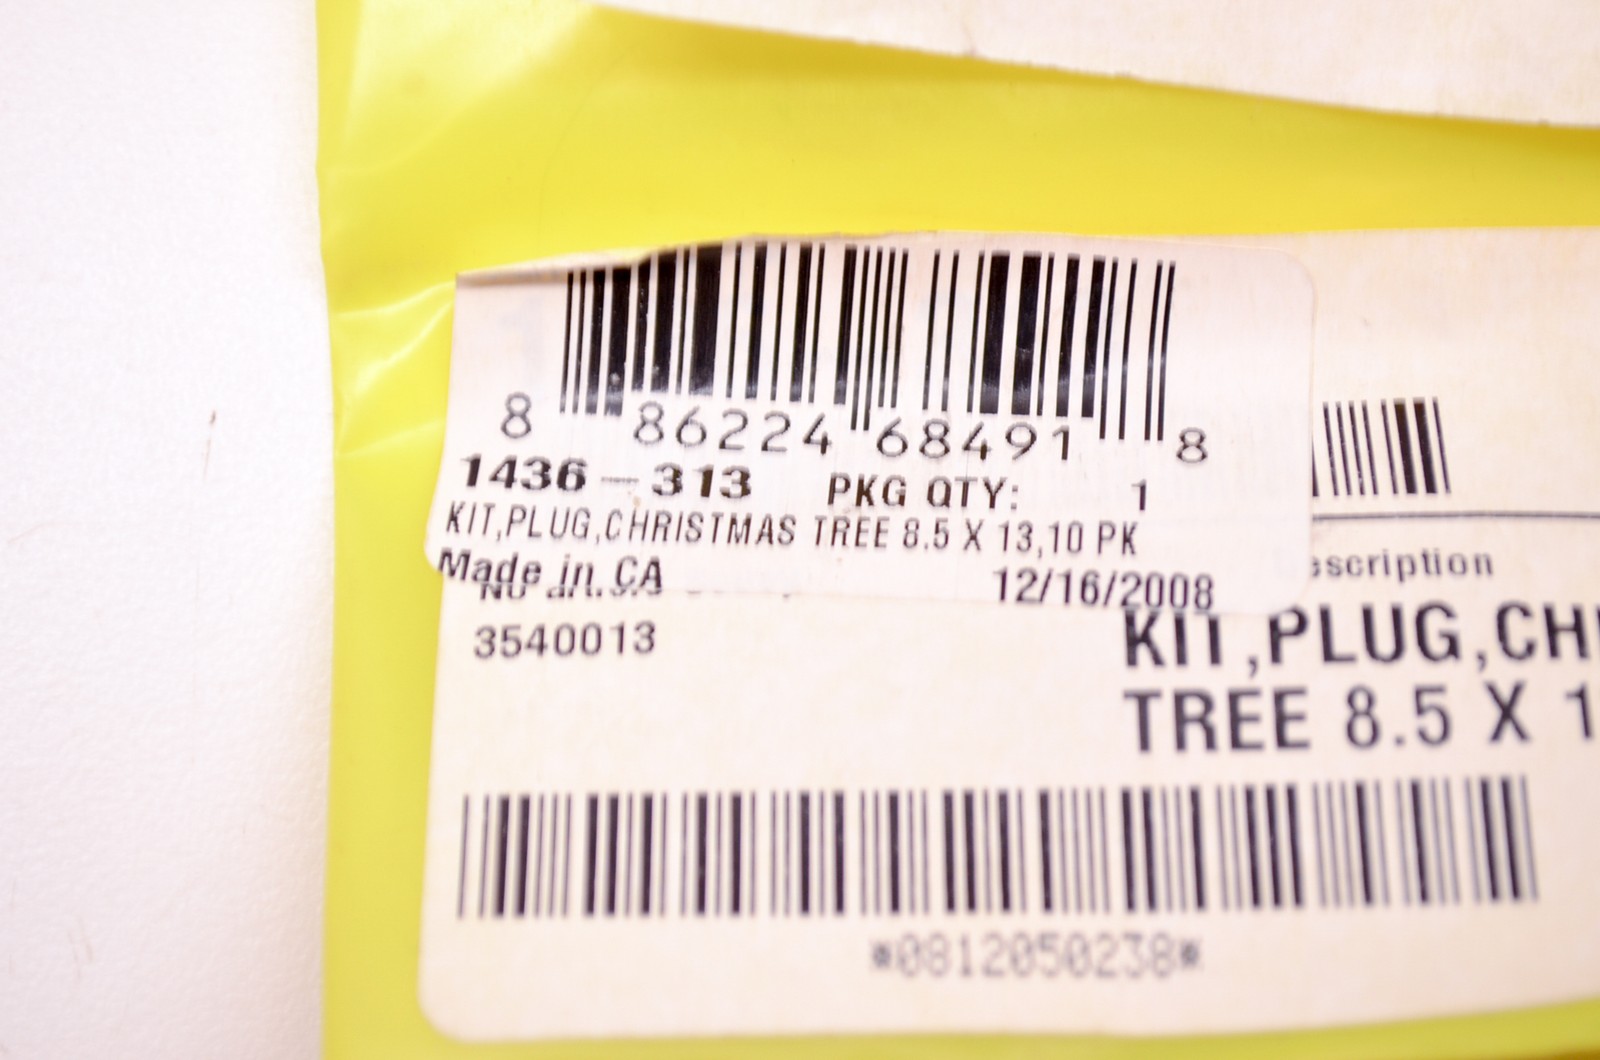 8 86224 68491 8
1436-313 PKG QTY: 1
KIT,PLUG,CHRISTMAS TREE 8.5 X 13,10 PK
Made in CA 12/16/2008
escription
3540013
KIT,PLUG,CH
TREE 8.5 X 1
*0812050238*